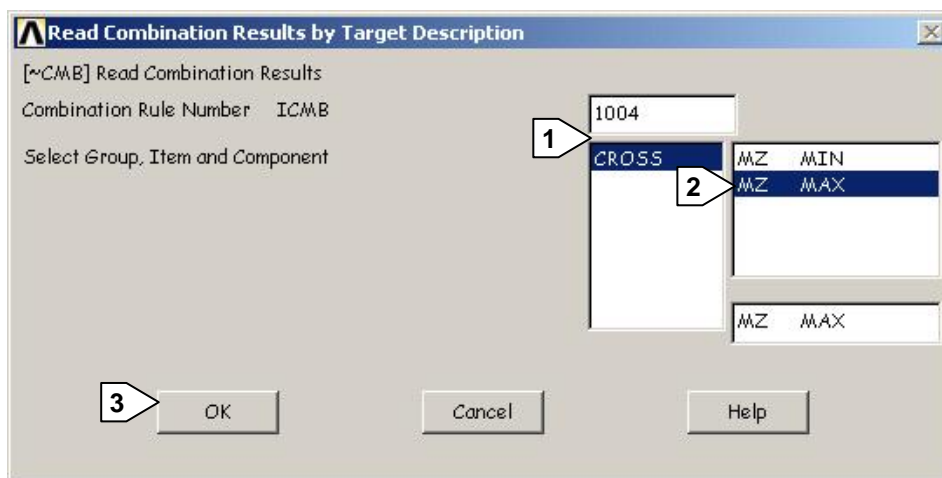 Read Combination Results by Target Description
[~CMB] Read Combination Results
Combination Rule Number ICMB
1004
1
Select Group, Item and Component
CROSS
MZ MIN
2
MZ MAX
MZ MAX
3
OK
Cancel
Help